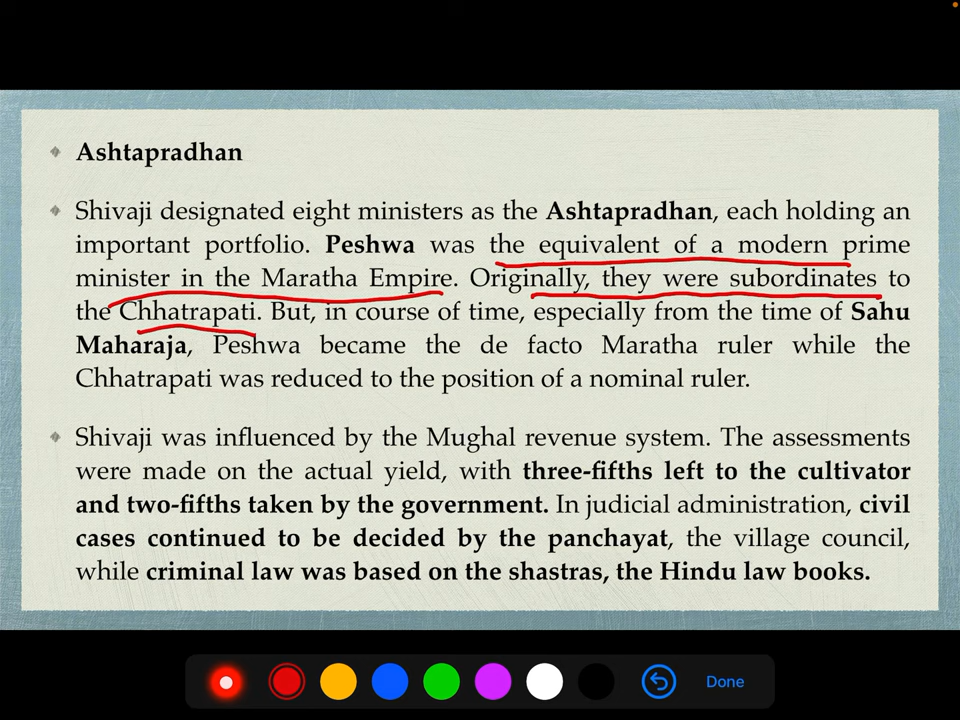 Ashtapradhan
Shivaji designated eight ministers as the Ashtapradhan, each holding an
important portfolio. Peshwa was the equivalent of a modern prime
minister in the Maratha Empire. Originally, they were subordinates to
the Chhatrapati. But, in course of time, especially from the time of Sahu
Maharaja, Peshwa became the de facto Maratha ruler while the
Chhatrapati was reduced to the position of a nominal ruler.
Shivaji was influenced by the Mughal revenue system. The assessments
were made on the actual yield, with three-fifths left to the cultivator
and two-fifths taken by the government. In judicial administration, civil
cases continued to be decided by the panchayat, the village council,
while criminal law was based on the shastras, the Hindu law books.
Done